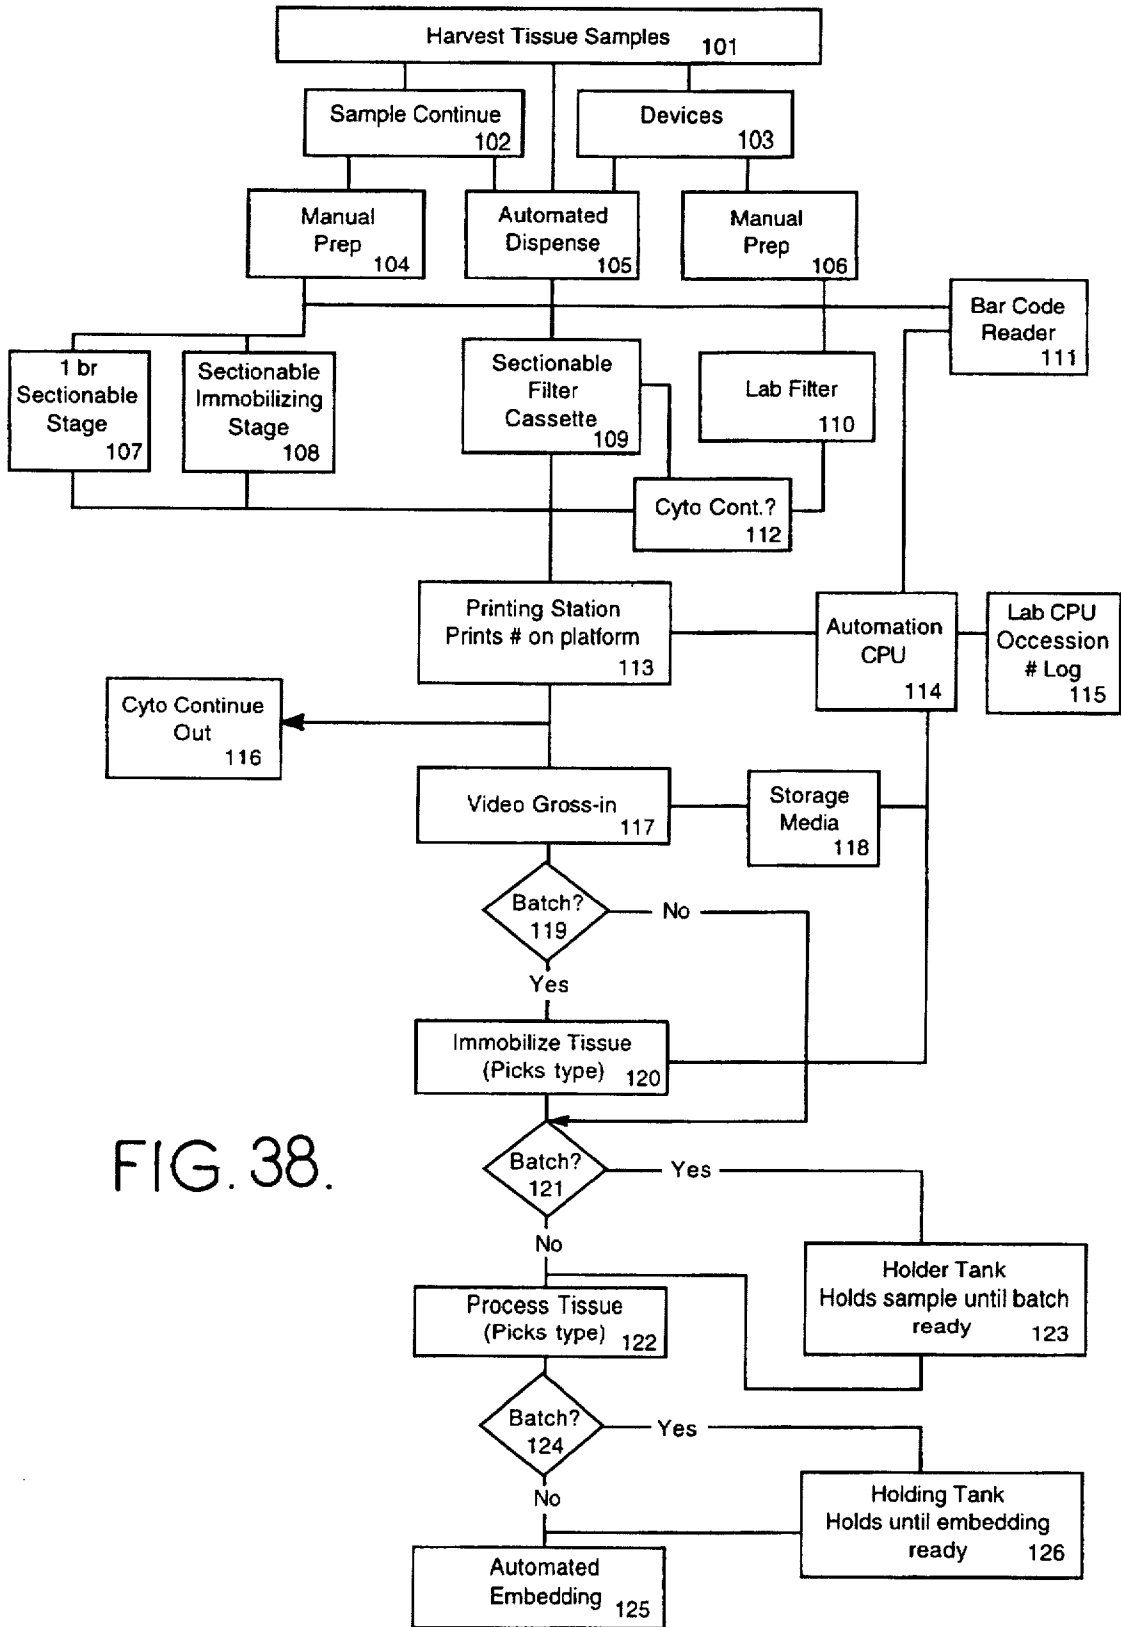 Harvest Tissue Samples 101
Sample Continue
102
Devices
103
Manual
Prep
104
Automated
Dispense
105
Manual
Prep
106
Bar Code
Reader
111
1 br
Sectionable
Stage
107
Sectionable
Immobilizing
Stage
108
Sectionable
Filter
Cassette
109
Lab Filter
110
Cyto Cont.?
112
Printing Station
Prints # on platform
113
Automation
CPU
114
Lab CPU
Occession
# Log
115
Cyto Continue
Out
116
Video Gross-in
117
Storage
Media
118
Batch?
119
No
Yes
Immobilize Tissue
(Picks type) 120
FIG. 38.
Batch?
121
Yes
No
Holder Tank
Holds sample until batch
ready
123
Process Tissue
(Picks type) 122
Batch?
124
Yes
No
Holding Tank
Holds until embedding
ready 126
Automated
Embedding 125